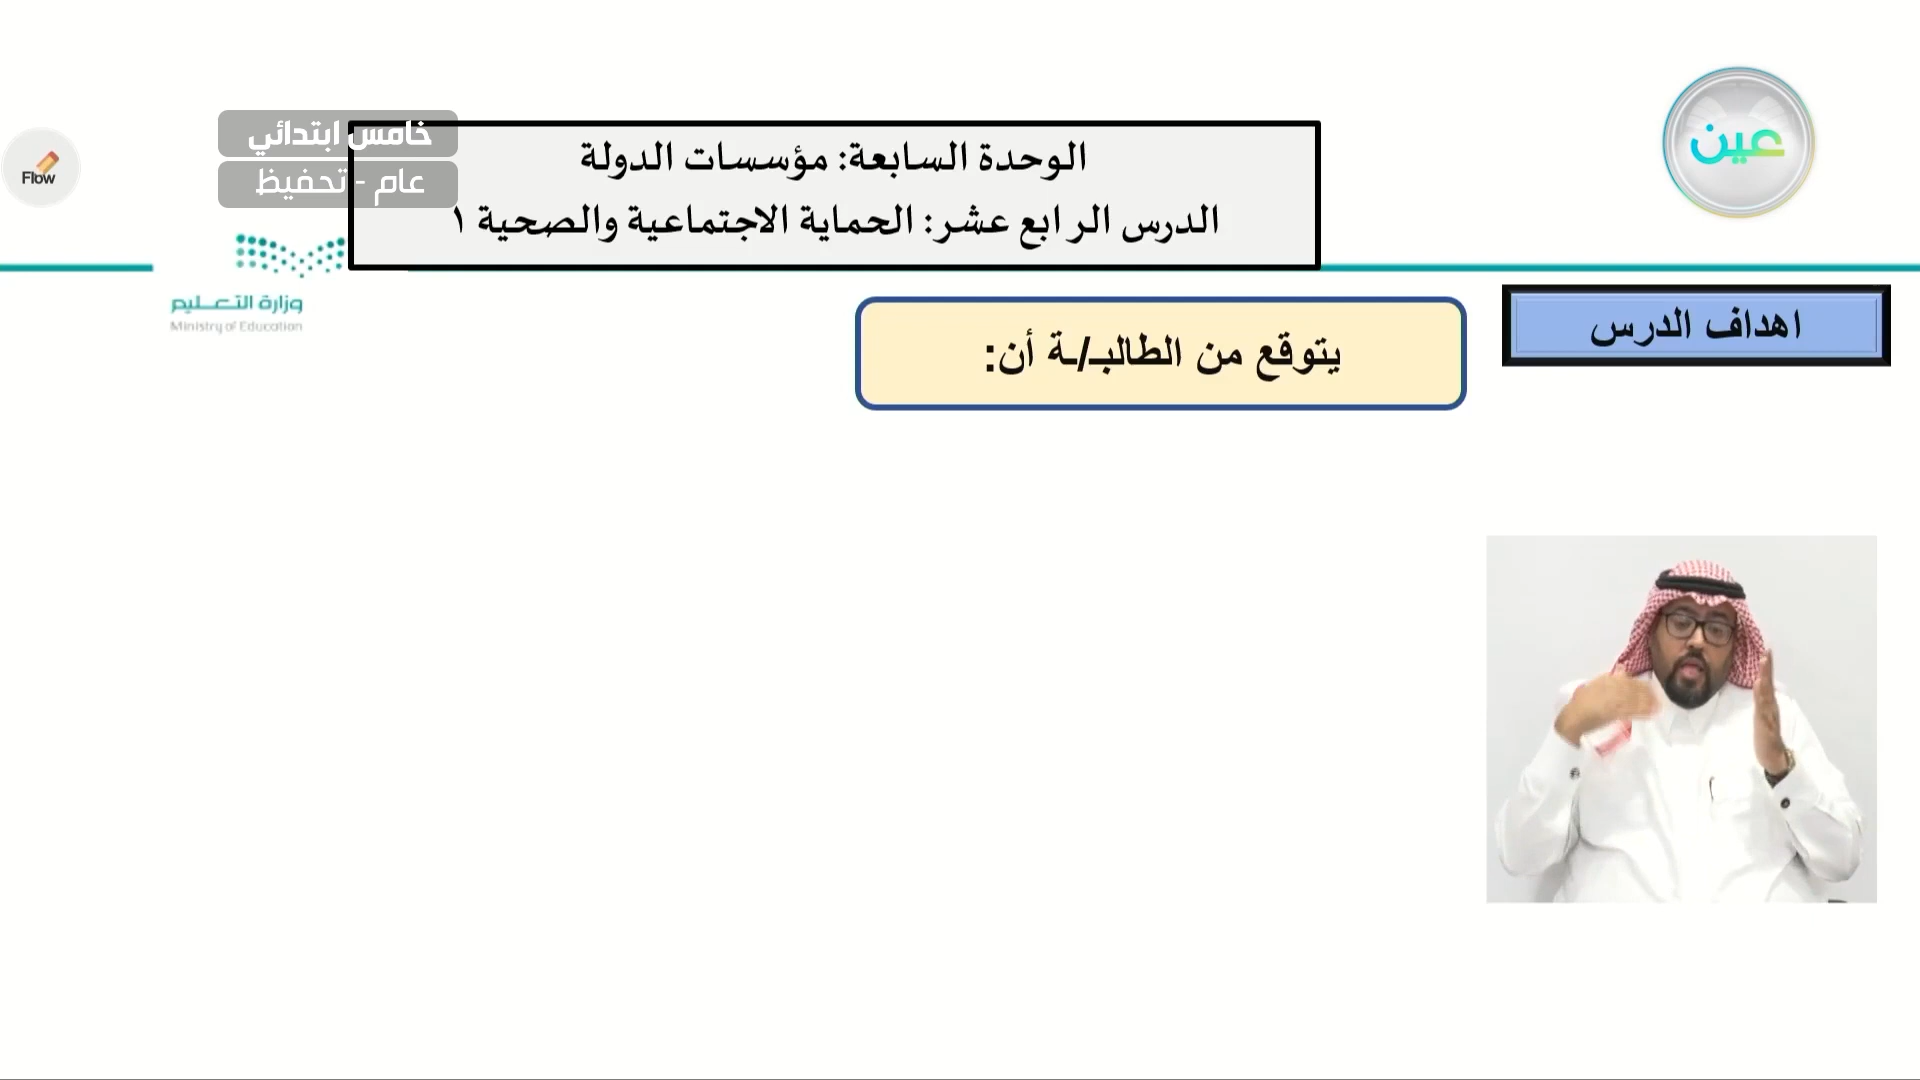 عين
خامس ابتدائي
عام - تحفيظ
الوحدة السابعة: مؤسسات الدولة
الدرس الرابع عشر: الحماية الاجتماعية والصحية ١
Flow
وزارة التعليم
Ministry of Education
اهداف الدرس
يتوقع من الطالبـ/ـة أن: